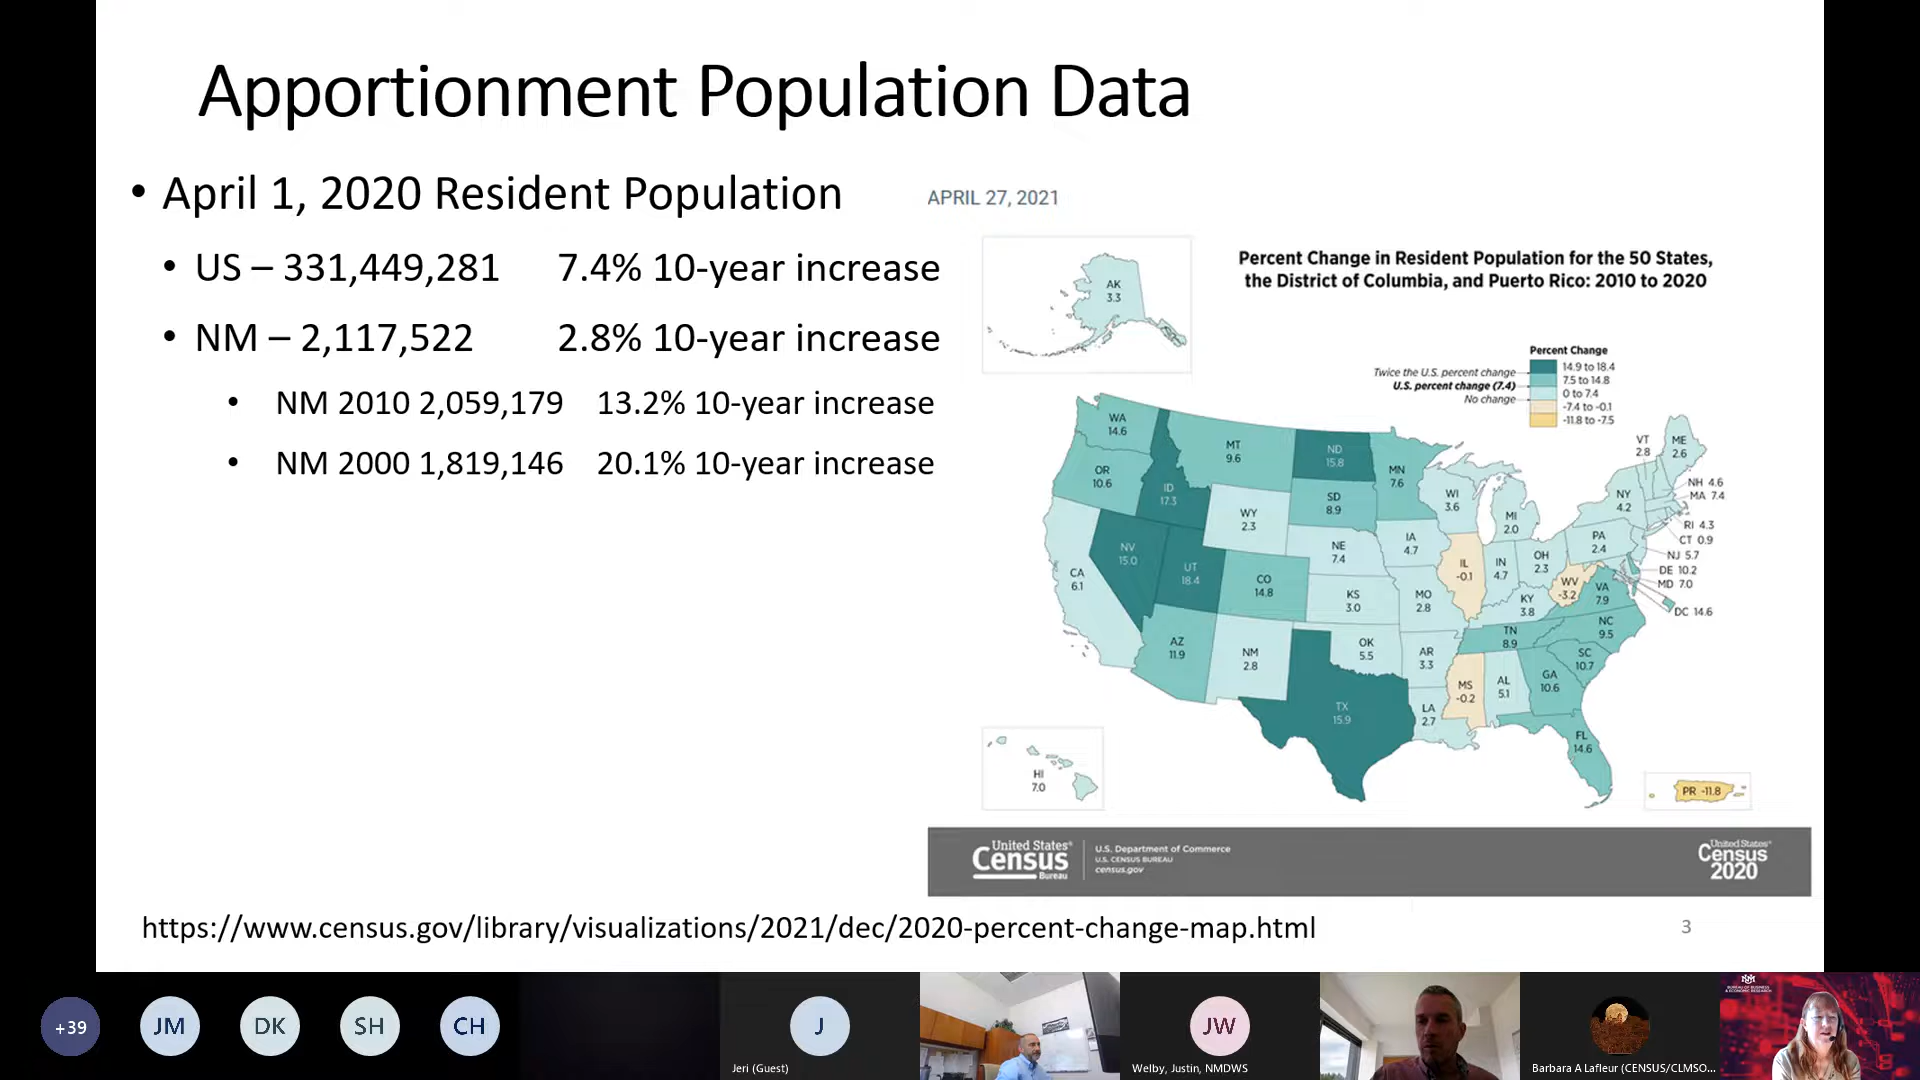 Apportionment Population Data
• April 1, 2020 Resident Population
• US – 331,449,281 7.4% 10-year increase
• NM – 2,117,522 2.8% 10-year increase
• NM 2010 2,059,179 13.2% 10-year increase
• NM 2000 1,819,146 20.1% 10-year increase
APRIL 27, 2021
Percent Change in Resident Population for the 50 States,
the District of Columbia, and Puerto Rico: 2010 to 2020
AK
3.3
Percent Change
Twice the U.S. percent change
U.S. percent change (7.4)
No change
14.9 to 18.4
7.5 to 14.8
0 to 7.4
-7.4 to -0.1
-11.8 to -7.5
WA
14.6
OR
10.6
CA
6.1
ID
17.3
NV
15.0
UT
18.4
AZ
11.9
MT
9.6
WY
2.3
CO
14.8
NM
2.8
ND
15.8
SD
8.9
NE
7.4
KS
3.0
OK
5.5
TX
15.9
MN
7.6
IA
4.7
MO
2.8
AR
3.3
LA
2.7
WI
3.6
IL
-0.1
MS
-0.2
MI
2.0
IN
4.7
OH
2.3
KY
3.8
TN
8.9
AL
5.1
GA
10.6
FL
14.6
SC
10.7
NC
9.5
VA
7.9
WV
-3.2
PA
2.4
NY
4.2
VT
2.8
ME
2.6
NH 4.6
MA 7.4
RI 4.3
CT 0.9
NJ 5.7
DE 10.2
MD 7.0
DC 14.6
HI
7.0
PR -11.8
United States®
Census
Bureau
U.S. Department of Commerce
U.S. CENSUS BUREAU
census.gov
United States®
Census
2020
https://www.census.gov/library/visualizations/2021/dec/2020-percent-change-map.html
3
+39
JM
DK
SH
CH
J
Jeri (Guest)
JW
Welby, Justin, NMDWS
Barbara A Lafleur (CENSUS/CLMSO...
BUREAU OF BUSINESS
& ECONOMIC RESEARCH